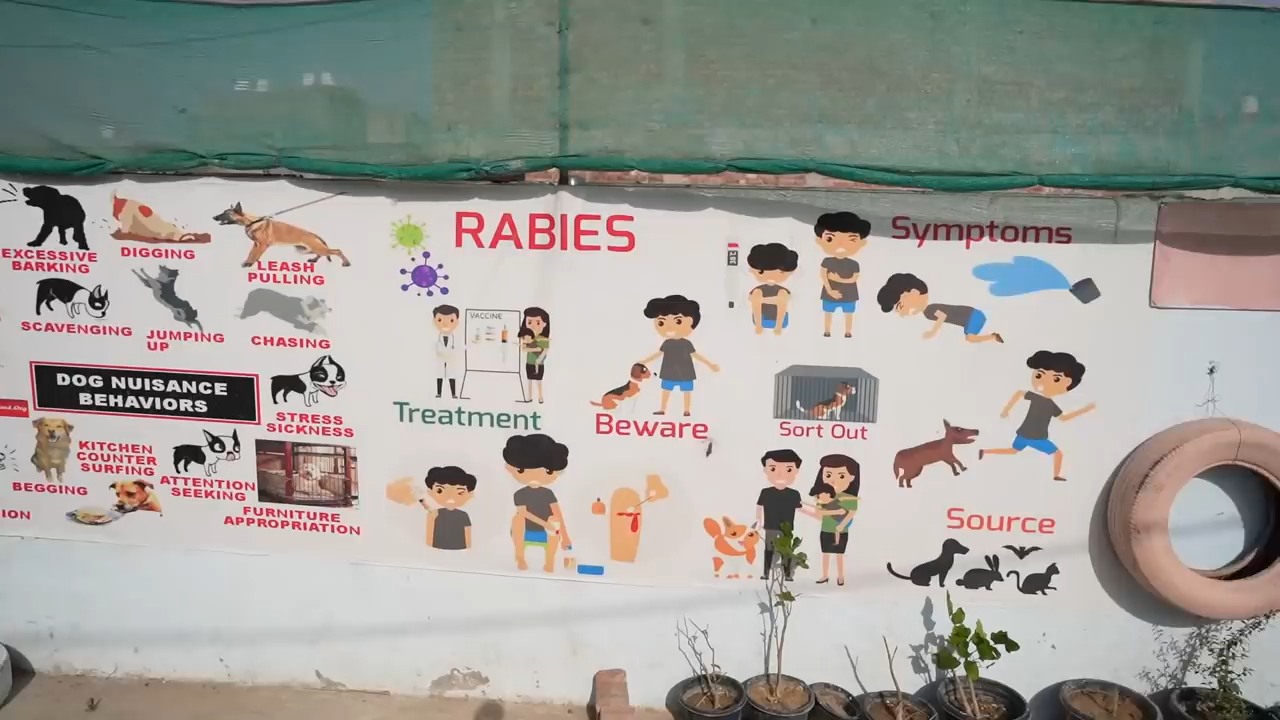 EXCESSIVE
BARKING
DIGGING
LEASH
PULLING
SCAVENGING
JUMPING
UP
CHASING
DOG NUISANCE
BEHAVIORS
STRESS
SICKNESS
KITCHEN
COUNTER
SURFING
BEGGING
ATTENTION
SEEKING
FURNITURE
APPROPRIATION
ION
RABIES
VACCINE
Treatment
Beware
Symptoms
Sort Out
Source